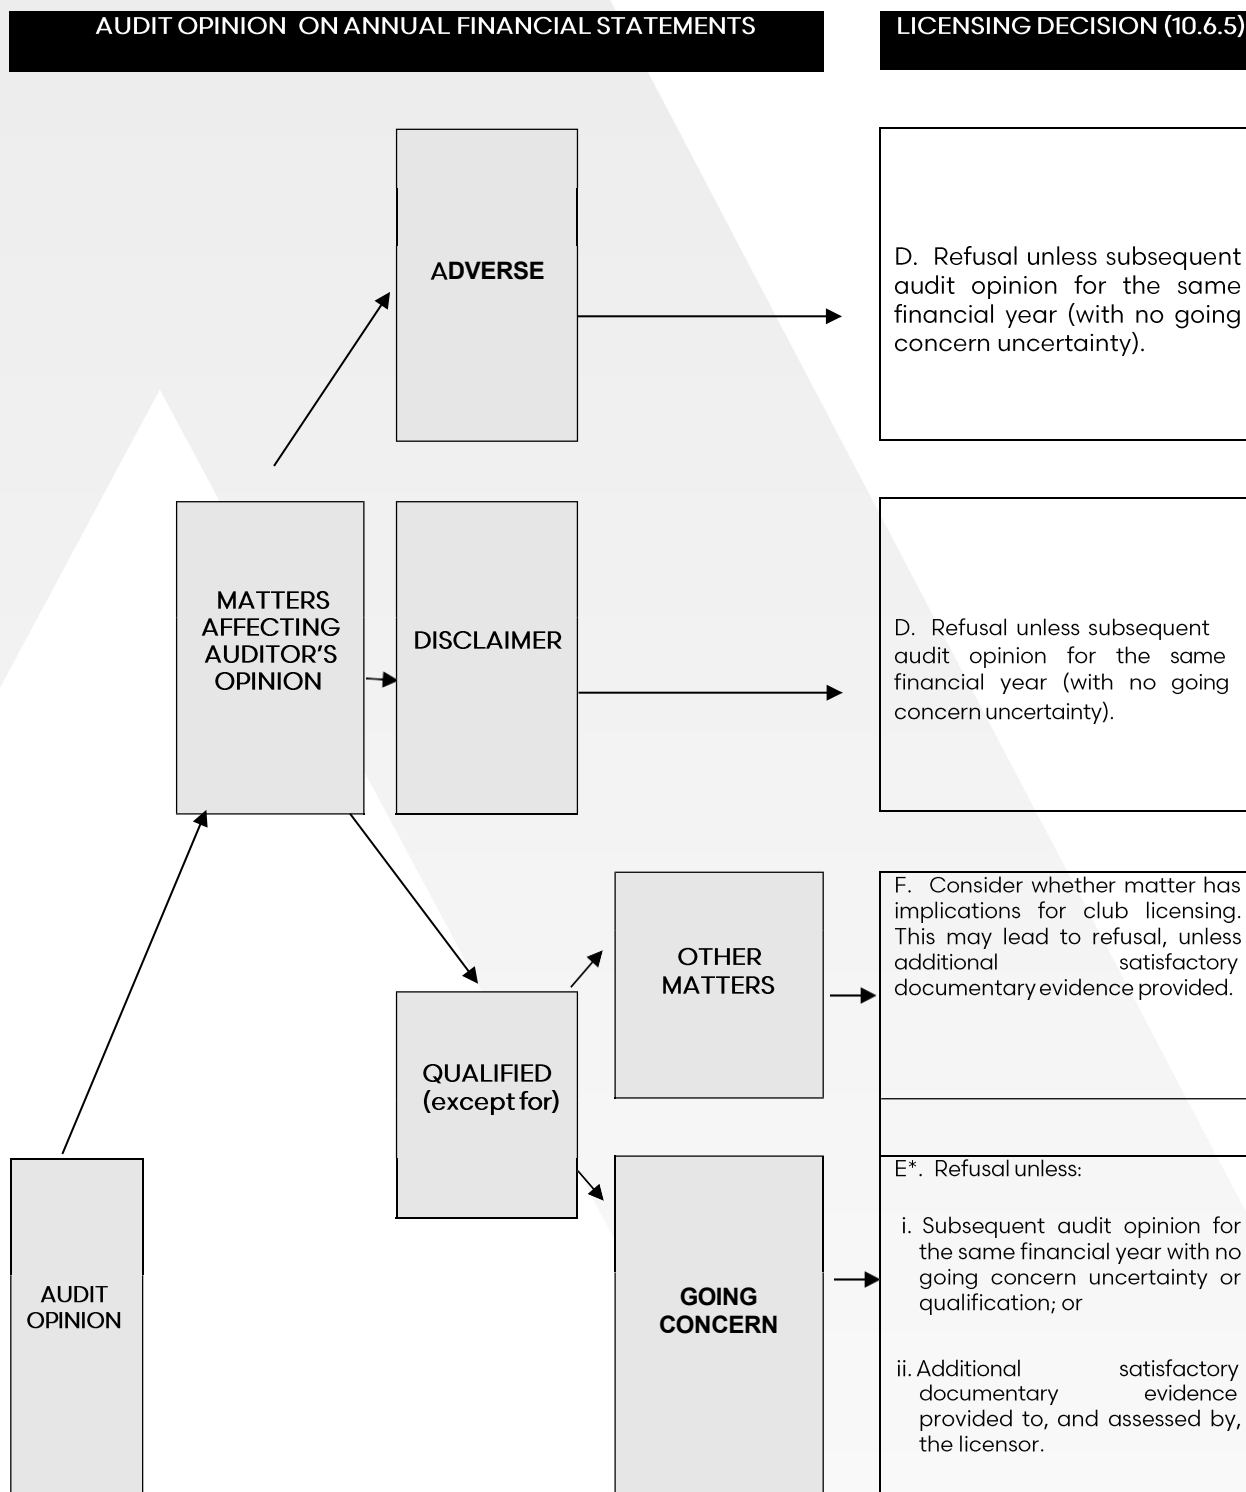 AUDIT OPINION ON ANNUAL FINANCIAL STATEMENTS
LICENSING DECISION (10.6.5)
ADVERSE
D. Refusal unless subsequent
audit opinion for the same
financial year (with no going
concern uncertainty).
MATTERS
AFFECTING
AUDITOR'S
OPINION
DISCLAIMER
D. Refusal unless subsequent
audit opinion for the same
financial year (with no going
concern uncertainty).
OTHER
MATTERS
F. Consider whether matter has
implications for club licensing.
This may lead to refusal, unless
additional satisfactory
documentary evidence provided.
QUALIFIED
(except for)
AUDIT
OPINION
GOING
CONCERN
E*. Refusal unless:
i. Subsequent audit opinion for
the same financial year with no
going concern uncertainty or
qualification; or
ii. Additional satisfactory
documentary evidence
provided to, and assessed by,
the licensor.